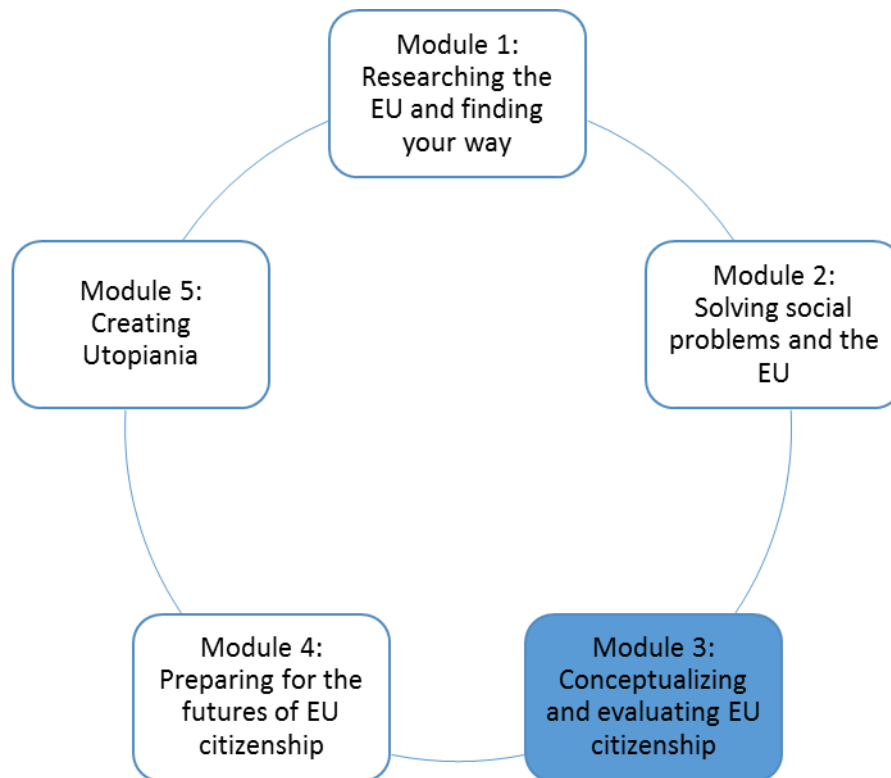 Module 1:
Researching the
EU and finding
your way
Module 2:
Solving social
problems and the
EU
Module 3:
Conceptualizing
and evaluating EU
citizenship
Module 4:
Preparing for the
futures of EU
citizenship
Module 5:
Creating
Utopiania